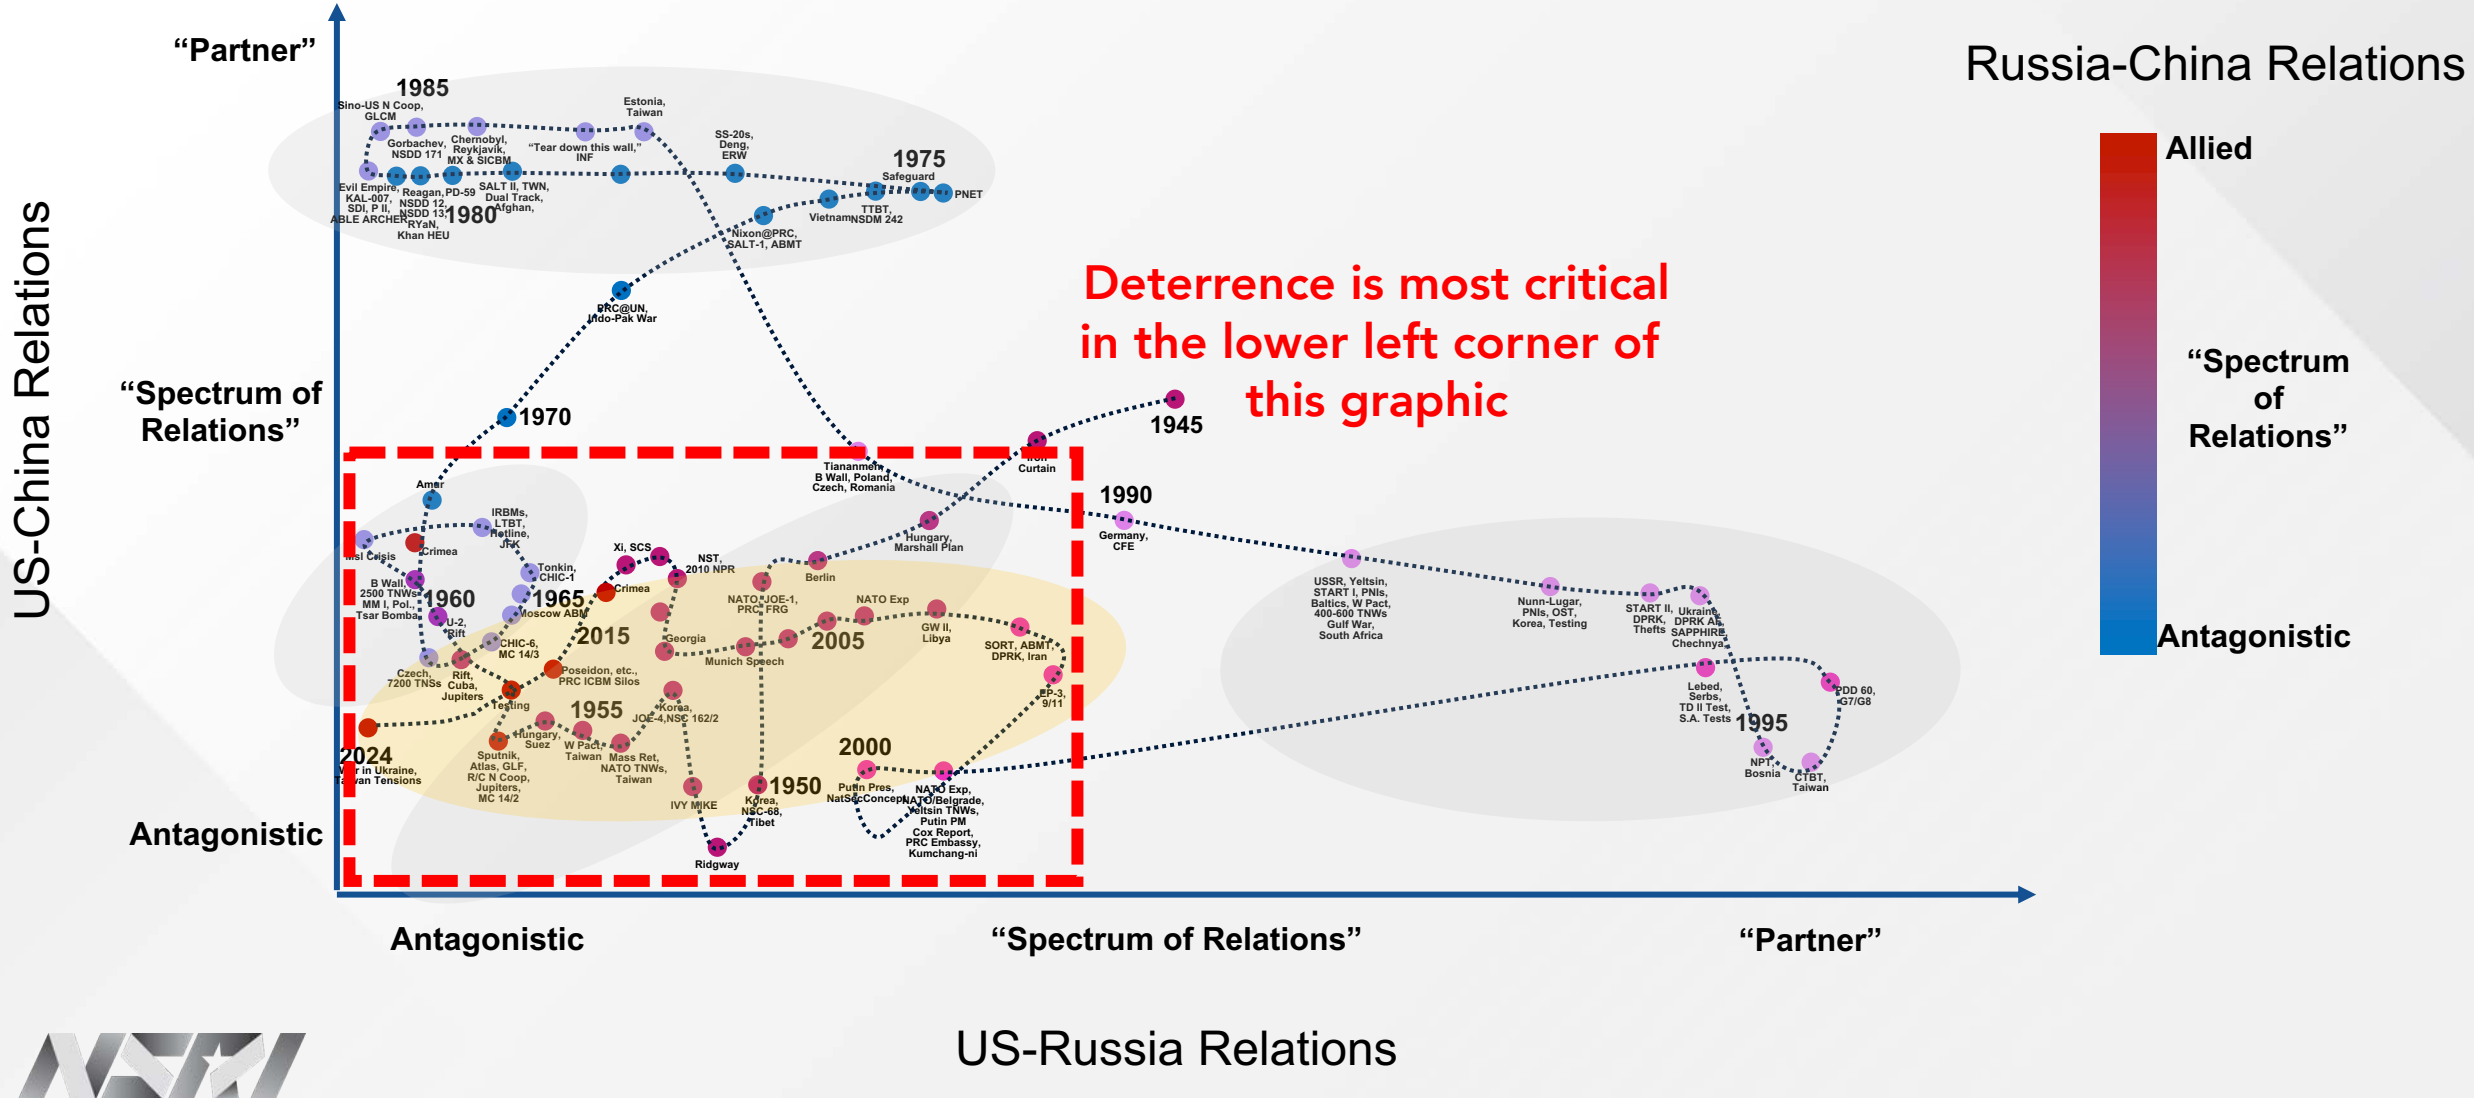 “Partner”
Russia-China Relations
1985
Sino-US N Coop,
GLCM
Gorbachev,
NSDD 171
Chernobyl,
Reykjavik,
MX & SICBM
“Tear down this wall,”
INF
Estonia,
Taiwan
SS-20s,
Deng,
ERW
1975
Safeguard
PNET
Evil Empire,
KAL-007,
SDI, P II,
ABLE ARCHER
Reagan,
NSDD 12,
NSDD 13,
RYaN,
Khan HEU
PD-59
1980
SALT II, TWN,
Dual Track,
Afghan,
Vietnam
TTBT,
NSDM 242
Nixon@PRC,
SALT-1, ABMT
PRC@UN,
Indo-Pak War
Allied
“Spectrum
of
Relations”
Antagonistic
US-China Relations
“Spectrum of
Relations”
Deterrence is most critical
in the lower left corner of
this graphic
1970
1945
Iron
Curtain
Tiananmen,
B Wall, Poland,
Czech, Romania
1990
Germany,
CFE
Amur
IRBMs,
LTBT,
Hotline,
JFK
Msl Crisis
Crimea
Xi, SCS
NST,
2010 NPR
Hungary,
Marshall Plan
Berlin
Tonkin,
CHIC-1
B Wall,
2500 TNWs
MM I, Pol.,
Tsar Bomba
1960
U-2,
Rift
1965
Moscow ABM
Crimea
NATO, JOE-1,
PRC, FRG
NATO Exp
2015
Georgia
Munich Speech
2005
GW II,
Libya
SORT, ABMT,
DPRK, Iran
USSR, Yeltsin,
START I, PNIs,
Baltics, W Pact,
400-600 TNWs
Gulf War,
South Africa
Nunn-Lugar,
PNIs, OST,
Korea, Testing
START II,
DPRK,
Thefts
Ukraine,
DPRK AF,
SAPPHIRE,
Chechnya,
CHIC-6,
MC 14/3
Czech,
7200 TNSs
Rift,
Cuba,
Jupiters
Poseidon, etc.,
PRC ICBM Silos
Testing
1955
Korea,
JOE-4,NSC 162/2
EP-3,
9/11
Lebed,
Serbs,
TD II Test,
S.A. Tests
PDD 60,
G7/G8
1995
NPT,
Bosnia
CTBT,
Taiwan
2024
War in Ukraine,
Taiwan Tensions
Hungary,
Suez
W Pact,
Taiwan
Mass Ret,
NATO TNWs,
Taiwan
Sputnik,
Atlas, GLF,
R/C N Coop,
Jupiters,
MC 14/2
IVY MIKE
1950
Korea,
NSC-68,
Tibet
Ridgway
2000
Putin Pres,
NatSecConcept
NATO Exp,
NATO/Belgrade,
Yeltsin TNWs,
Putin PM
Cox Report,
PRC Embassy,
Kumchang-ni
Antagonistic
Antagonistic
“Spectrum of Relations”
“Partner”
US-Russia Relations
NSRI